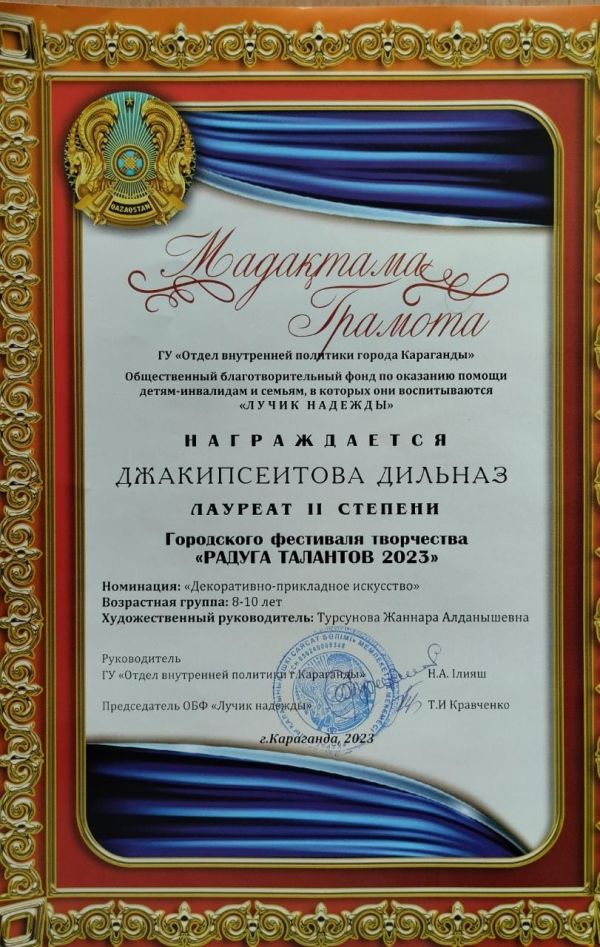 QAZAQSTAN
Мадақтама
Грамота
ГУ «Отдел внутренней политики города Караганды»
Общественный благотворительный фонд по оказанию помощи
детям-инвалидам и семьям, в которых они воспитываются
«ЛУЧИК НАДЕЖДЫ»
НАГРАЖДАЕТСЯ
ДЖАКИПСЕИТОВА ДИЛЬНАЗ
ЛАУРЕАТ II СТЕПЕНИ
Городского фестиваля творчества
«РАДУГА ТАЛАНТОВ 2023»
Номинация: «Декоративно-прикладное искусство»
Возрастная группа: 8-10 лет
Художественный руководитель: Турсунова Жаннара Алданышевна
Руководитель
ГУ «Отдел внутренней политики г.Караганды» Н.А. Ілияш
Председатель ОБФ «Лучик надежды» Т.И Кравченко
г.Караганда, 2023